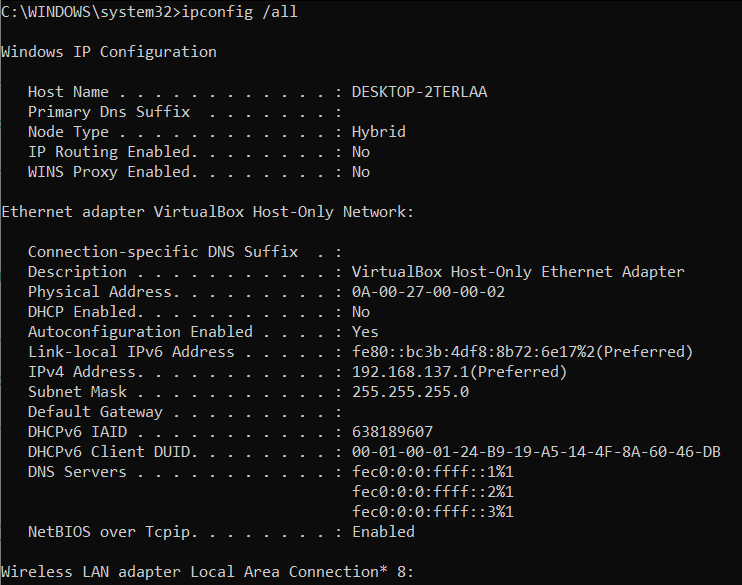 C:\WINDOWS\system32>ipconfig /all
Windows IP Configuration
Host Name . . . . . . . . . . . . : DESKTOP-2TERLAA
Primary Dns Suffix  . . . . . . . :
Node Type . . . . . . . . . . . . : Hybrid
IP Routing Enabled. . . . . . . . : No
WINS Proxy Enabled. . . . . . . . : No
Ethernet adapter VirtualBox Host-Only Network:
Connection-specific DNS Suffix  . :
Description . . . . . . . . . . . : VirtualBox Host-Only Ethernet Adapter
Physical Address. . . . . . . . . : 0A-00-27-00-00-02
DHCP Enabled. . . . . . . . . . . : No
Autoconfiguration Enabled . . . . : Yes
Link-local IPv6 Address . . . . . : fe80::bc3b:4df8:8b72:6e17%2(Preferred)
IPv4 Address. . . . . . . . . . . : 192.168.137.1(Preferred)
Subnet Mask . . . . . . . . . . . : 255.255.255.0
Default Gateway . . . . . . . . . :
DHCPv6 IAID . . . . . . . . . . . : 638189607
DHCPv6 Client DUID. . . . . . . . : 00-01-00-01-24-B9-19-A5-14-4F-8A-60-46-DB
DNS Servers . . . . . . . . . . . : fec0:0:0:ffff::1%1
fec0:0:0:ffff::2%1
fec0:0:0:ffff::3%1
NetBIOS over Tcpip. . . . . . . . : Enabled
Wireless LAN adapter Local Area Connection* 8: